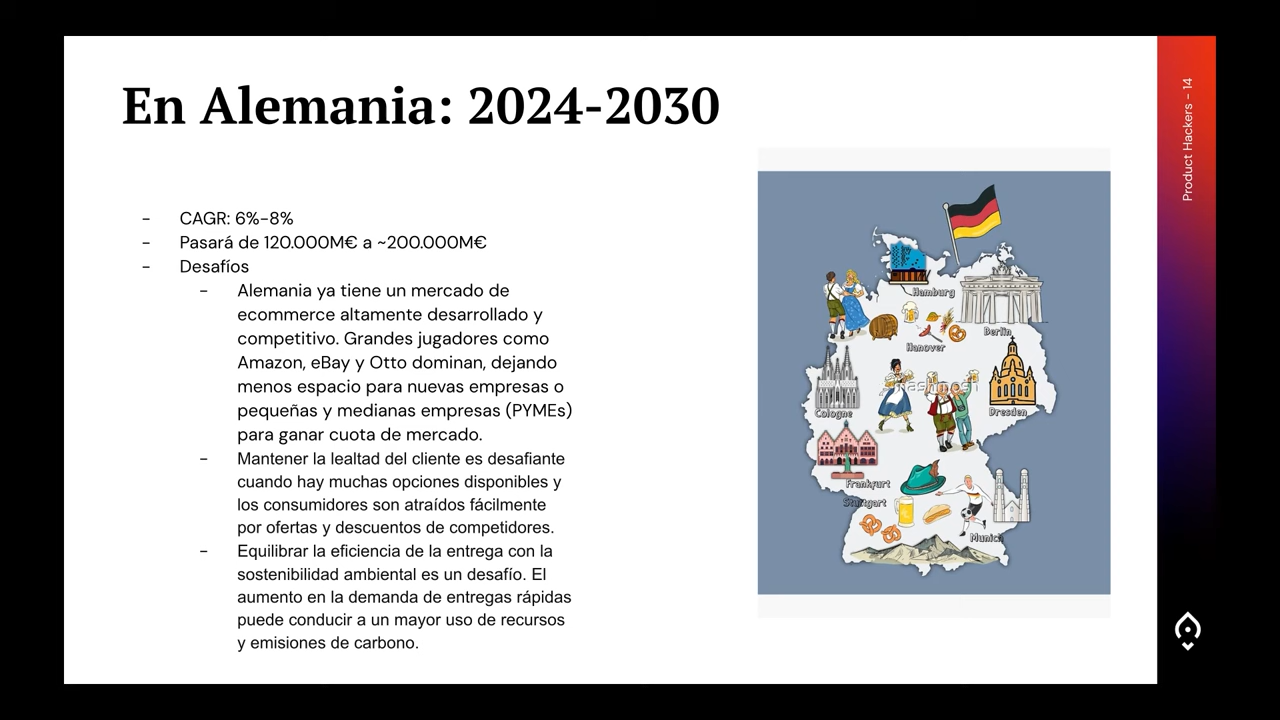 En Alemania: 2024-2030
Product Hackers - 14
- CAGR: 6%-8%
- Pasará de 120.000M€ a ~200.000M€
- Desafíos
- Alemania ya tiene un mercado de
ecommerce altamente desarrollado y
competitivo. Grandes jugadores como
Amazon, eBay y Otto dominan, dejando
menos espacio para nuevas empresas o
pequeñas y medianas empresas (PYMEs)
para ganar cuota de mercado.
- Mantener la lealtad del cliente es desafiante
cuando hay muchas opciones disponibles y
los consumidores son atraídos fácilmente
por ofertas y descuentos de competidores.
- Equilibrar la eficiencia de la entrega con la
sostenibilidad ambiental es un desafío. El
aumento en la demanda de entregas rápidas
puede conducir a un mayor uso de recursos
y emisiones de carbono.
Hamburg
Berlin
Hanover
Cologne
Dresden
Frankfurt
Stuttgart
Munich